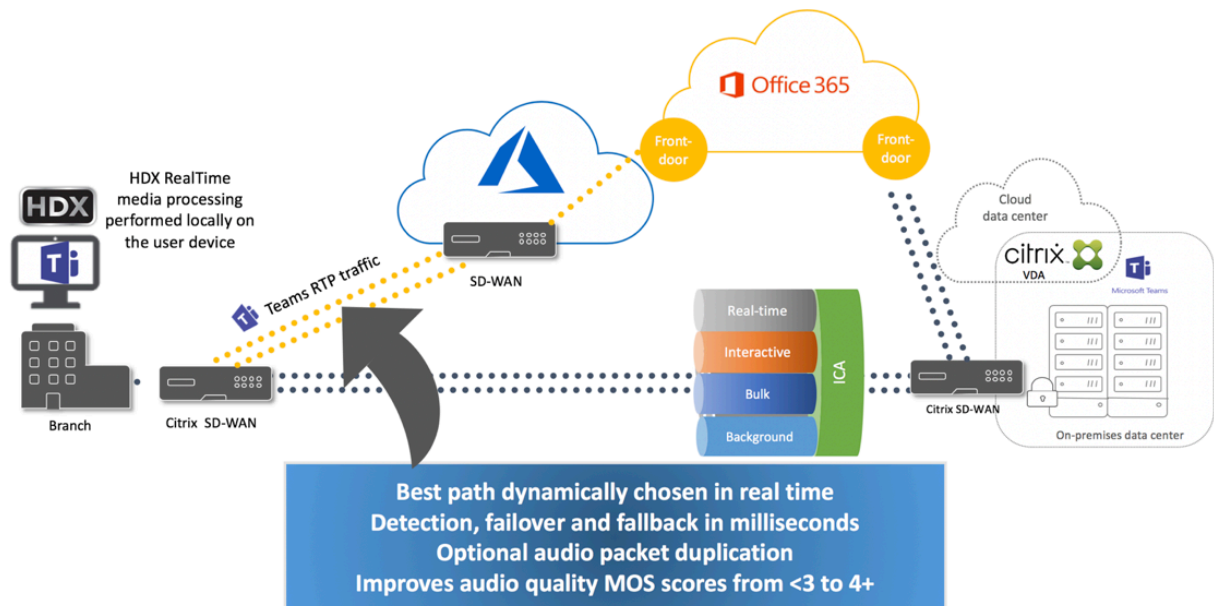 Office 365
Front-
door
Front-
door
HDX
HDX RealTime
media processing
performed locally on
the user device
Cloud
data center
citrix
VDA
Microsoft Teams
SD-WAN
Teams RTP traffic
Real-time
Interactive
Bulk
Background
ICA
Branch
Citrix SD-WAN
Citrix SD-WAN
On-premises data center
Best path dynamically chosen in real time
Detection, failover and fallback in milliseconds
Optional audio packet duplication
Improves audio quality MOS scores from <3 to 4+